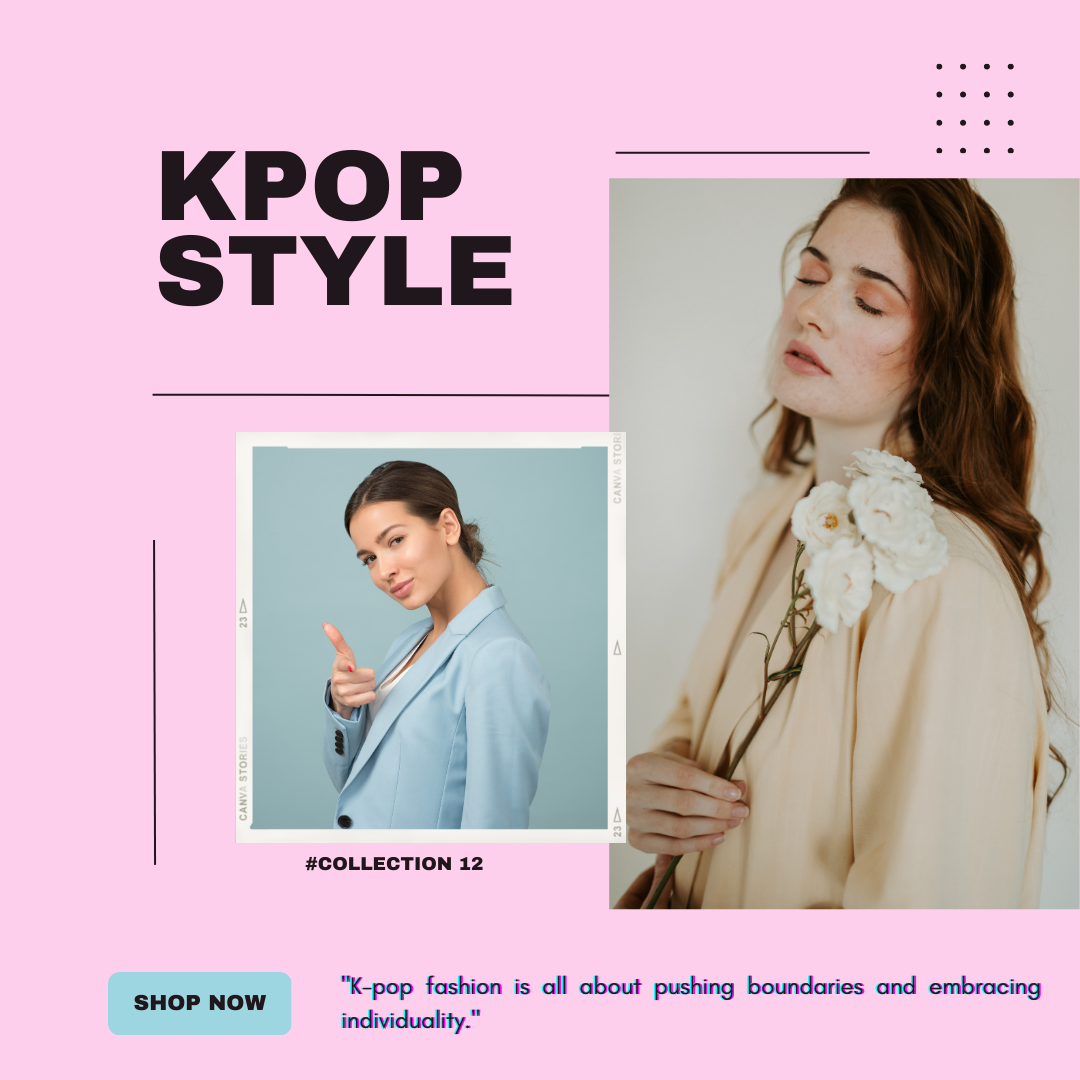 KPOP
STYLE
CANVA STORI
23
CANVA STORIES
23
#COLLECTION 12
SHOP NOW
"K-pop fashion is all about pushing boundaries and embracing
individuality."